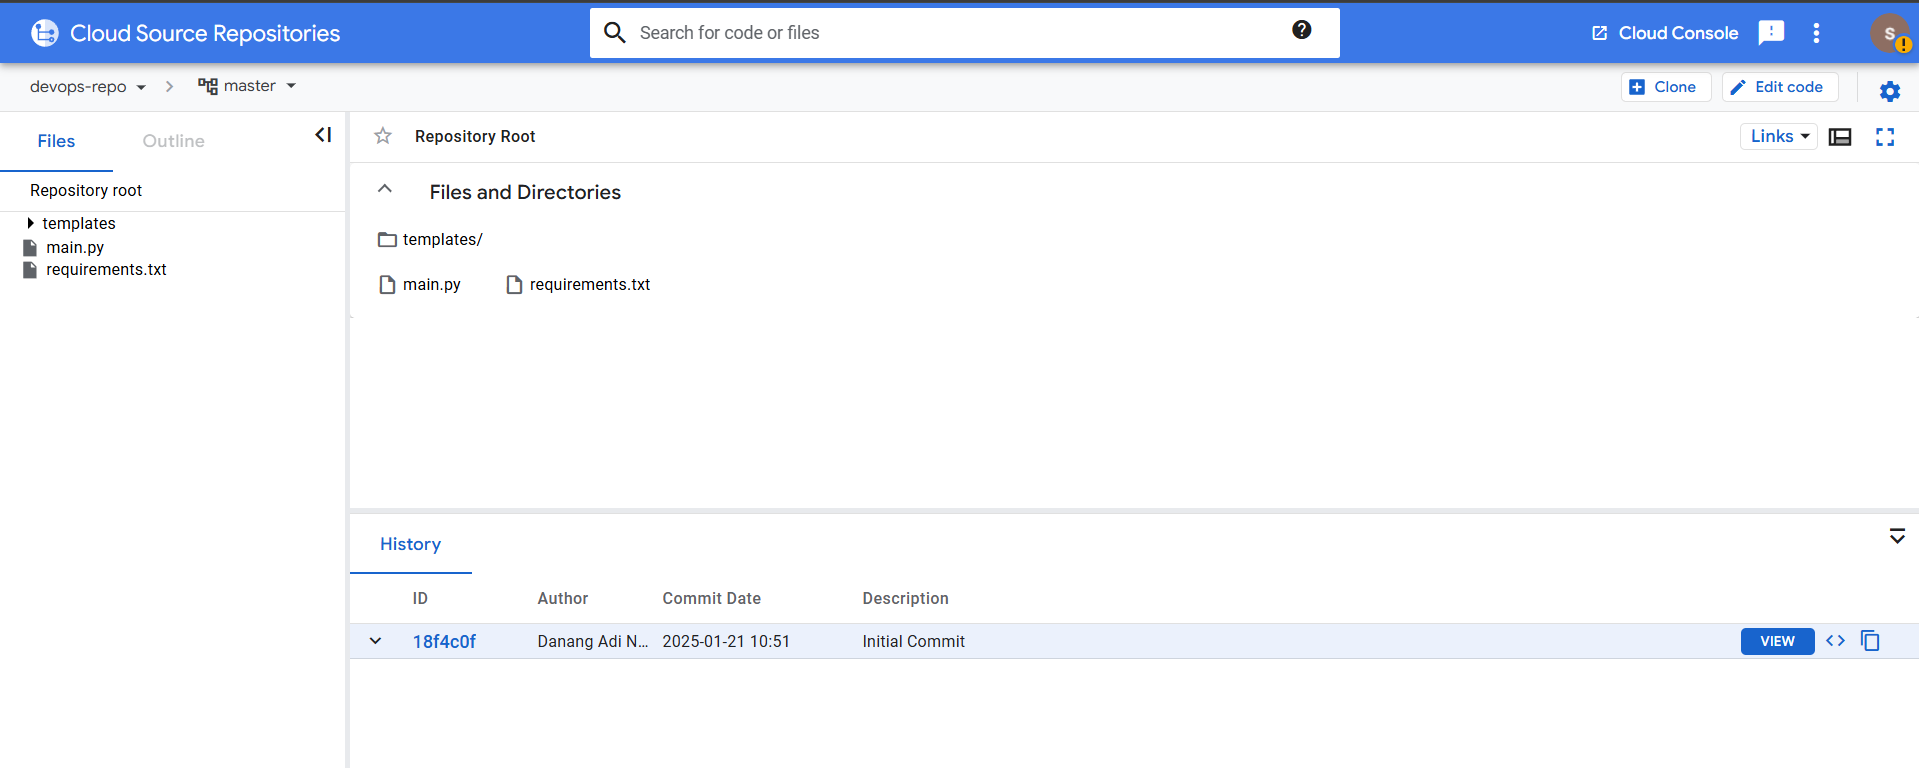 Cloud Source Repositories
Search for code or files
Cloud Console
S
devops-repo
master
Clone
Edit code
Files
Outline
Repository root
templates
main.py
requirements.txt
Repository Root
Links
Files and Directories
templates/
main.py requirements.txt
History
ID Author Commit Date Description
18f4c0f Danang Adi N... 2025-01-21 10:51 Initial Commit VIEW